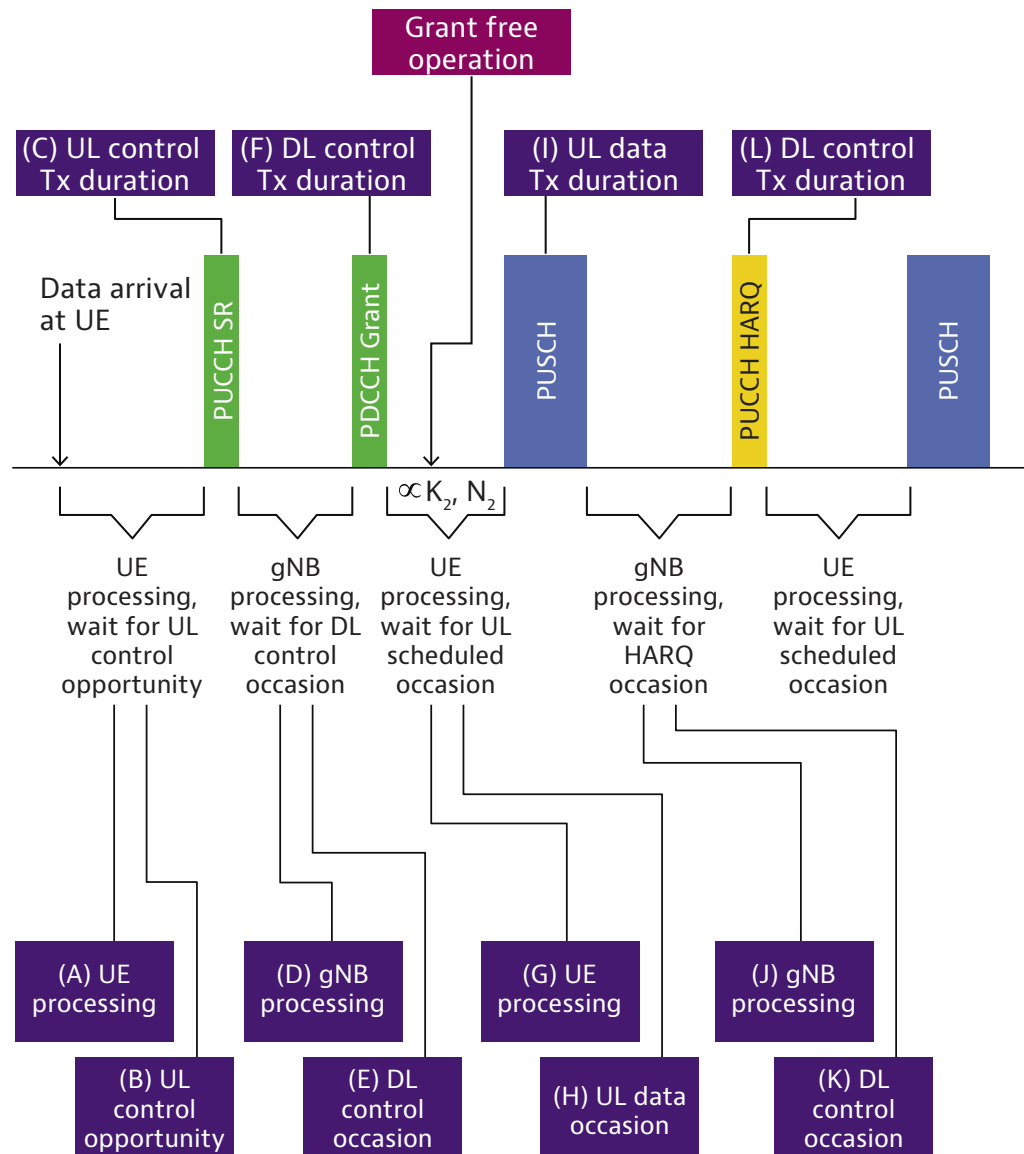 Grant free
operation
(C) UL control
Tx duration
(F) DL control
Tx duration
(I) UL data
Tx duration
(L) DL control
Tx duration
Data arrival
at UE
PUCCH SR
PDCCH Grant
PUSCH
PUCCH HARQ
PUSCH
∝K₂, N₂
UE
processing,
wait for UL
control
opportunity
gNB
processing,
wait for DL
control
occasion
UE
processing,
wait for UL
scheduled
occasion
gNB
processing,
wait for
HARQ
occasion
UE
processing,
wait for UL
scheduled
occasion
(A) UE
processing
(D) gNB
processing
(G) UE
processing
(J) gNB
processing
(B) UL
control
opportunity
(E) DL
control
occasion
(H) UL data
occasion
(K) DL
control
occasion